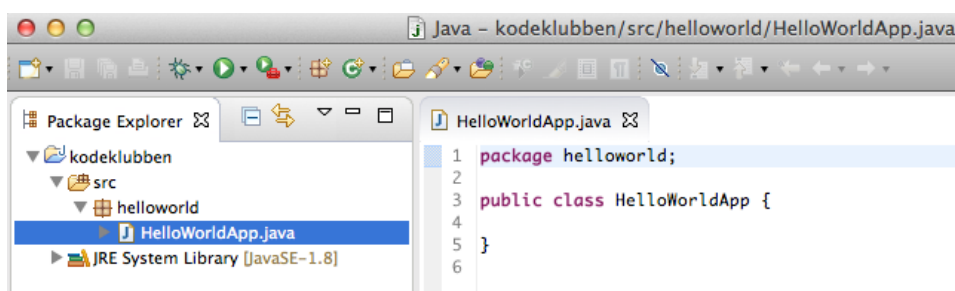 Java – kodeklubben/src/helloworld/HelloWorldApp.java
Package Explorer
kodeklubben
src
helloworld
HelloWorldApp.java
JRE System Library [JavaSE-1.8]
HelloWorldApp.java
1 package helloworld;
2
3 public class HelloWorldApp {
4
5 }
6